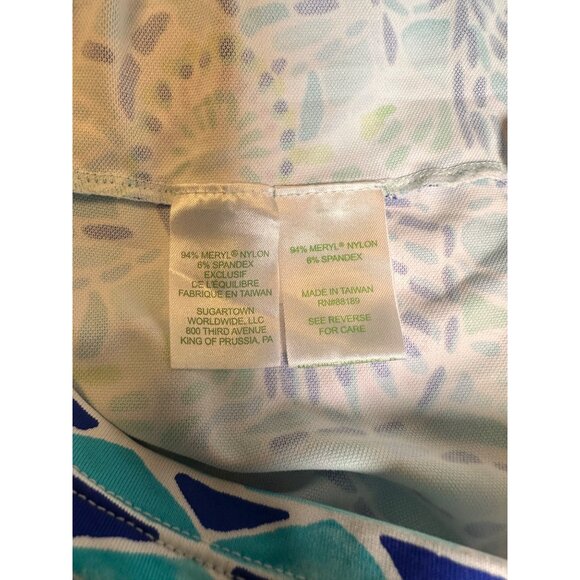 94% MERYL® NYLON
6% SPANDEX
EXCLUSIF
DE L'ÉQUILIBRE
FABRIQUE EN TAIWAN
SUGARTOWN
WORLDWIDE, LLC
800 THIRD AVENUE
KING OF PRUSSIA, PA
94% MERYL® NYLON
6% SPANDEX
MADE IN TAIWAN
RN#88189
SEE REVERSE
FOR CARE